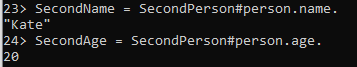 23> SecondName = SecondPerson#person.name.
"Kate"
24> SecondAge = SecondPerson#person.age.
20